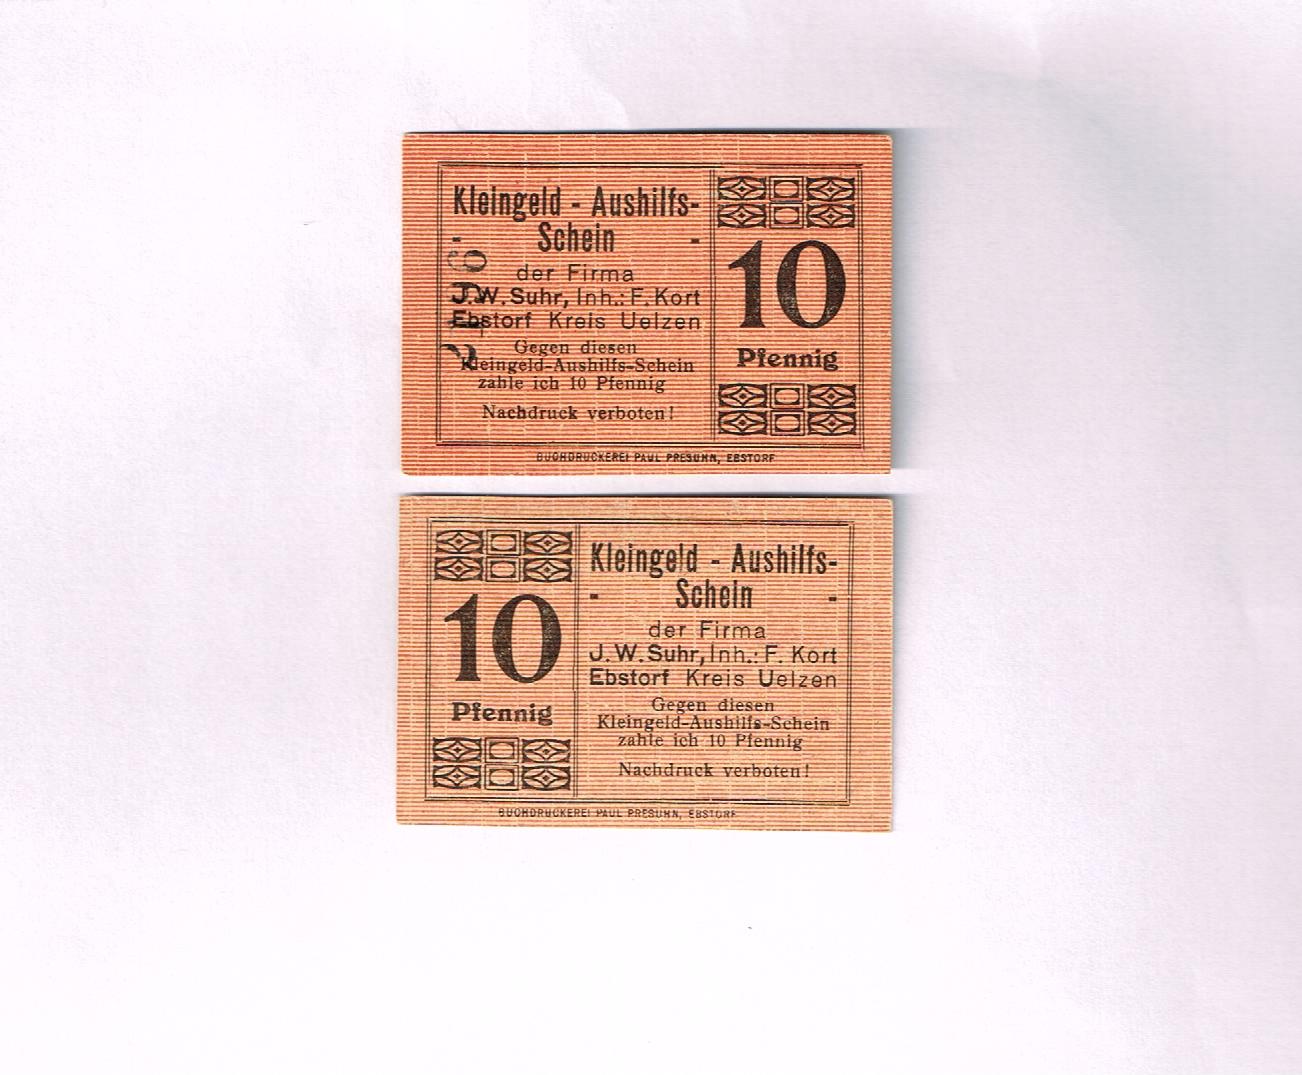 Kleingeld - Aushilfs-
- Schein -
der Firma
J.W. Suhr, Inh.: F. Kort
Ebstorf Kreis Uelzen
Gegen diesen
Kleingeld-Aushilfs-Schein
zahle ich 10 Pfennig
Nachdruck verboten!
10
Pfennig
BUCHDRUCKEREI PAUL PRESUHN, EBSTORF
10
Pfennig
Kleingeld - Aushilfs-
- Schein -
der Firma
J.W. Suhr, Inh.: F. Kort
Ebstorf Kreis Uelzen
Gegen diesen
Kleingeld-Aushilfs-Schein
zahle ich 10 Pfennig
Nachdruck verboten!
BUCHDRUCKEREI PAUL PRESUHN, EBSTORF